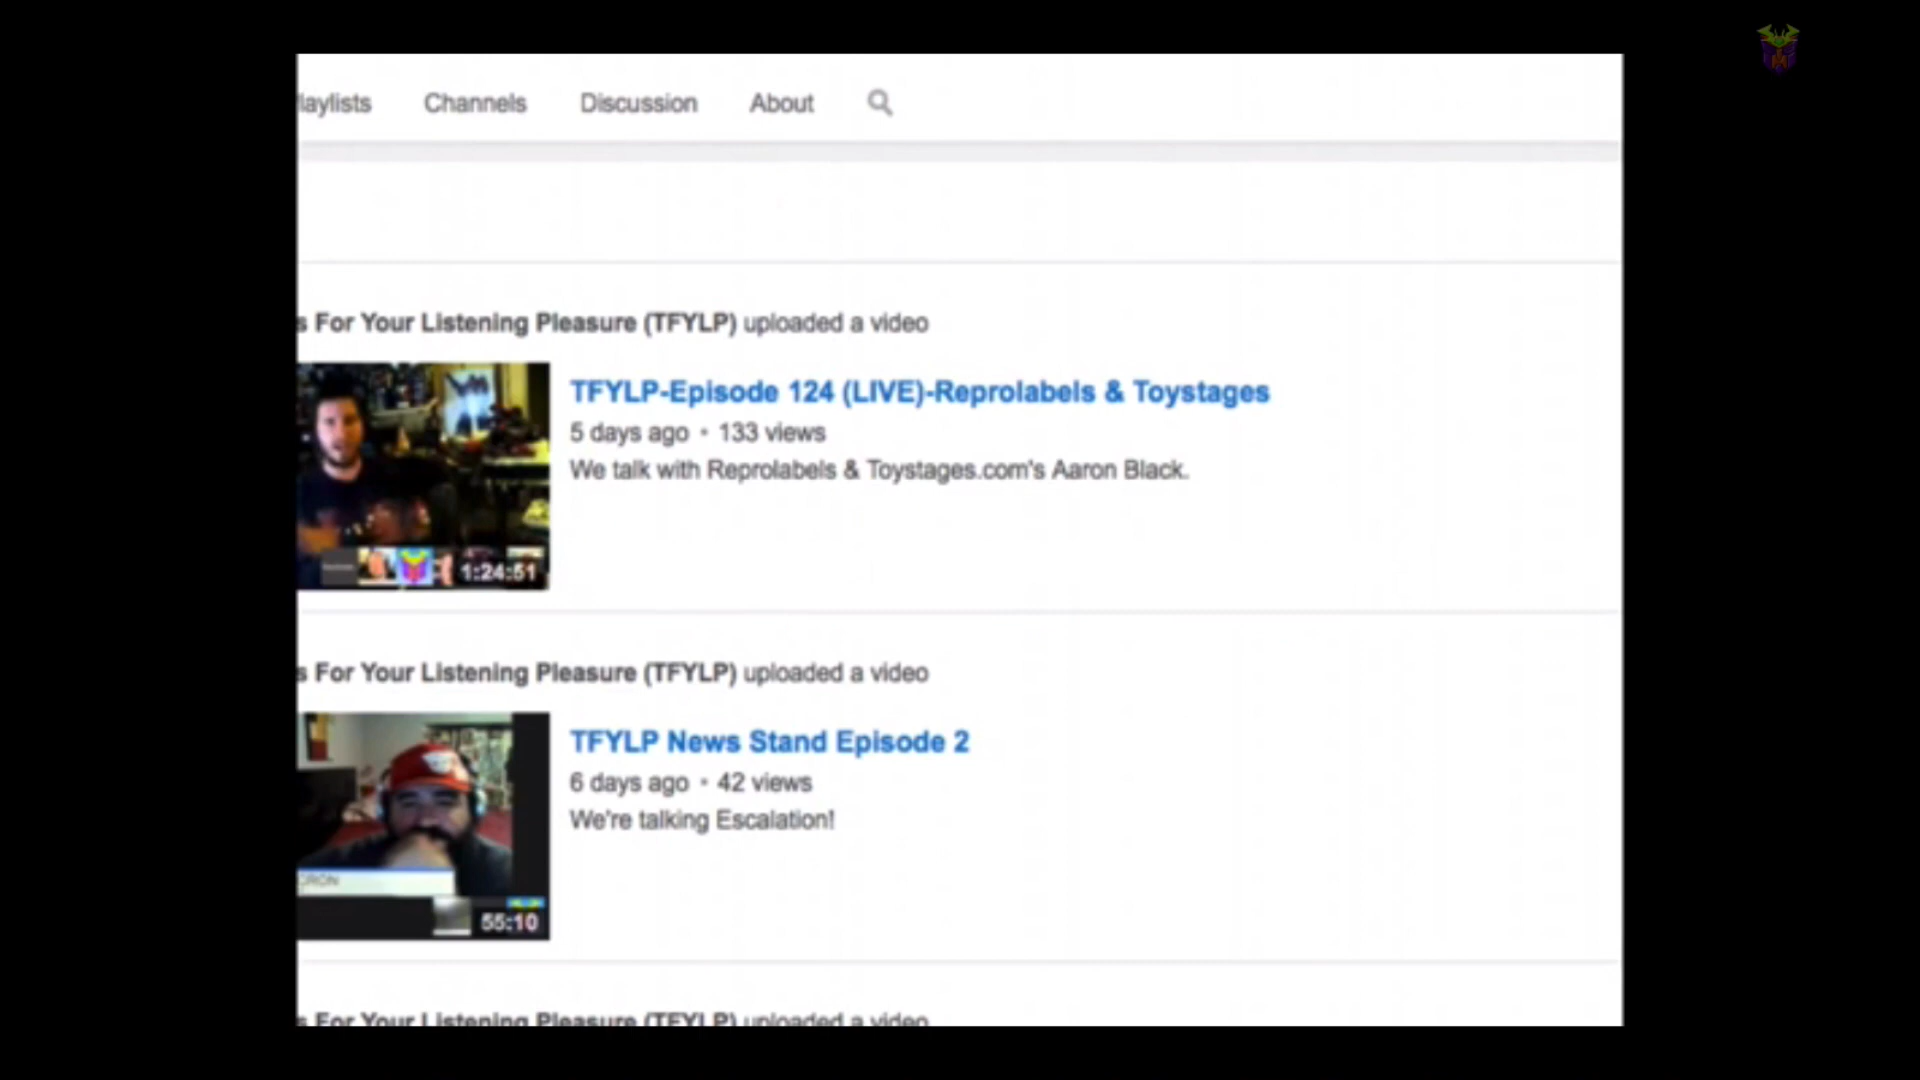 laylists Channels Discussion About
s For Your Listening Pleasure (TFYLP) uploaded a video
TFYLP-Episode 124 (LIVE)-Reprolabels & Toystages
5 days ago • 133 views
We talk with Reprolabels & Toystages.com's Aaron Black.
1:24:51
s For Your Listening Pleasure (TFYLP) uploaded a video
TFYLP News Stand Episode 2
6 days ago • 42 views
We're talking Escalation!
CRON
55:10
s For Your Listening Pleasure (TFYLP) uploaded a video